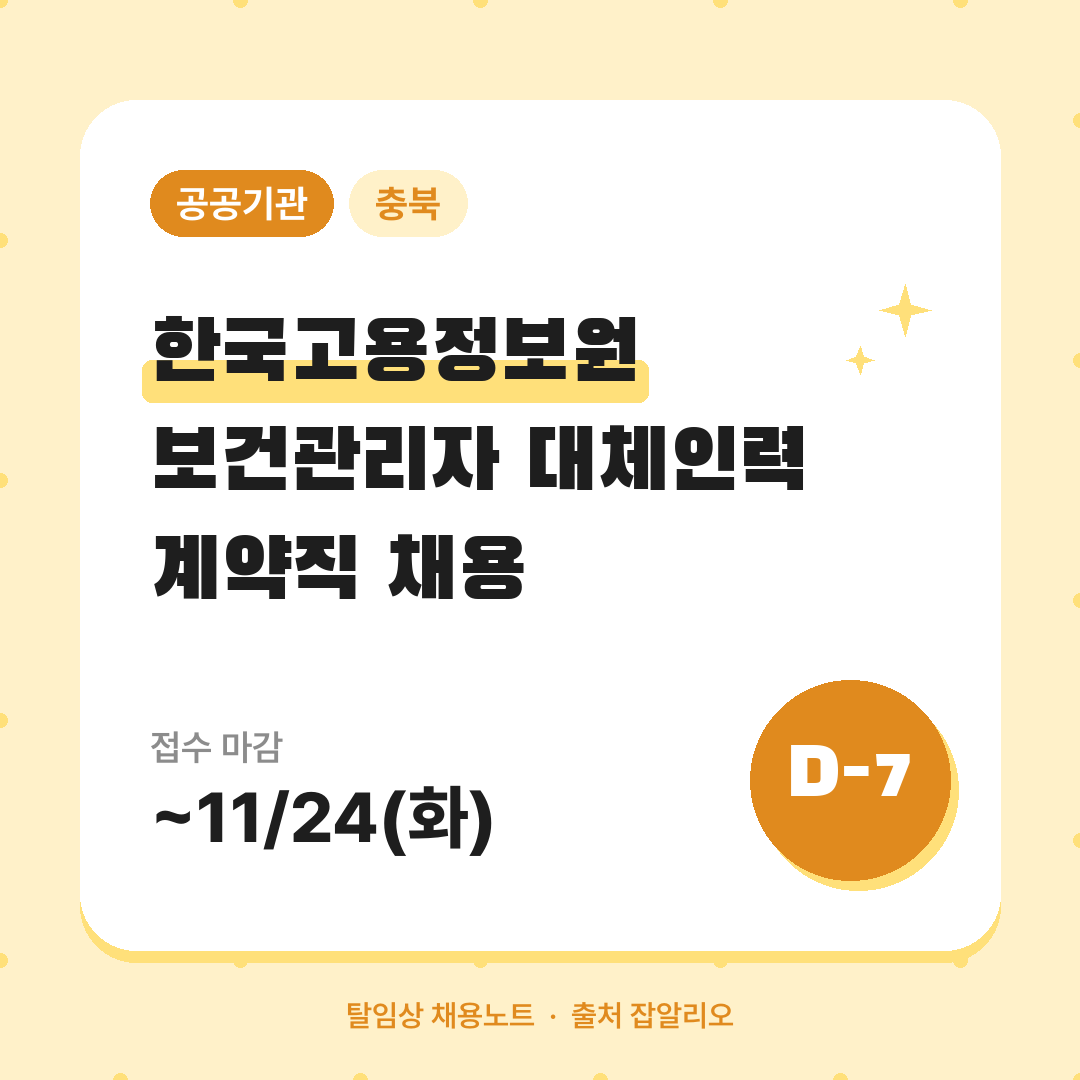 공공기관 충북
한국고용정보원
보건관리자 대체인력
계약직 채용
접수 마감
~11/24(화)
D-7
탈임상 채용노트 · 출처 잡알리오